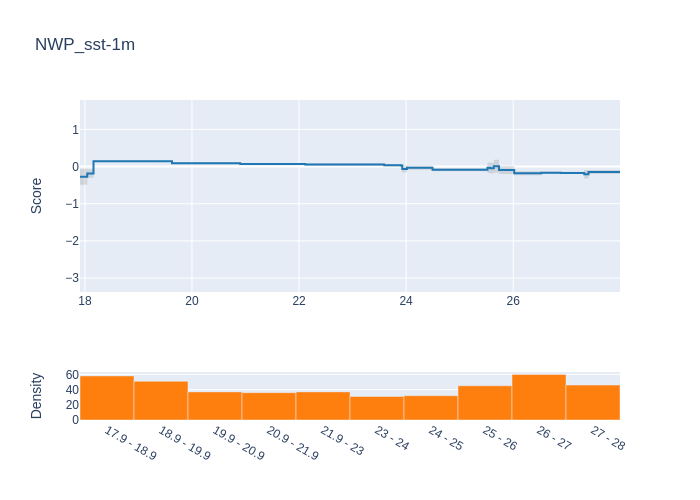 NWP_sst-1m
Score
1
0
−1
−2
−3
18
20
22
24
26
Density
60
40
20
0
17.9 - 18.9
18.9 - 19.9
19.9 - 20.9
20.9 - 21.9
21.9 - 23
23 - 24
24 - 25
25 - 26
26 - 27
27 - 28